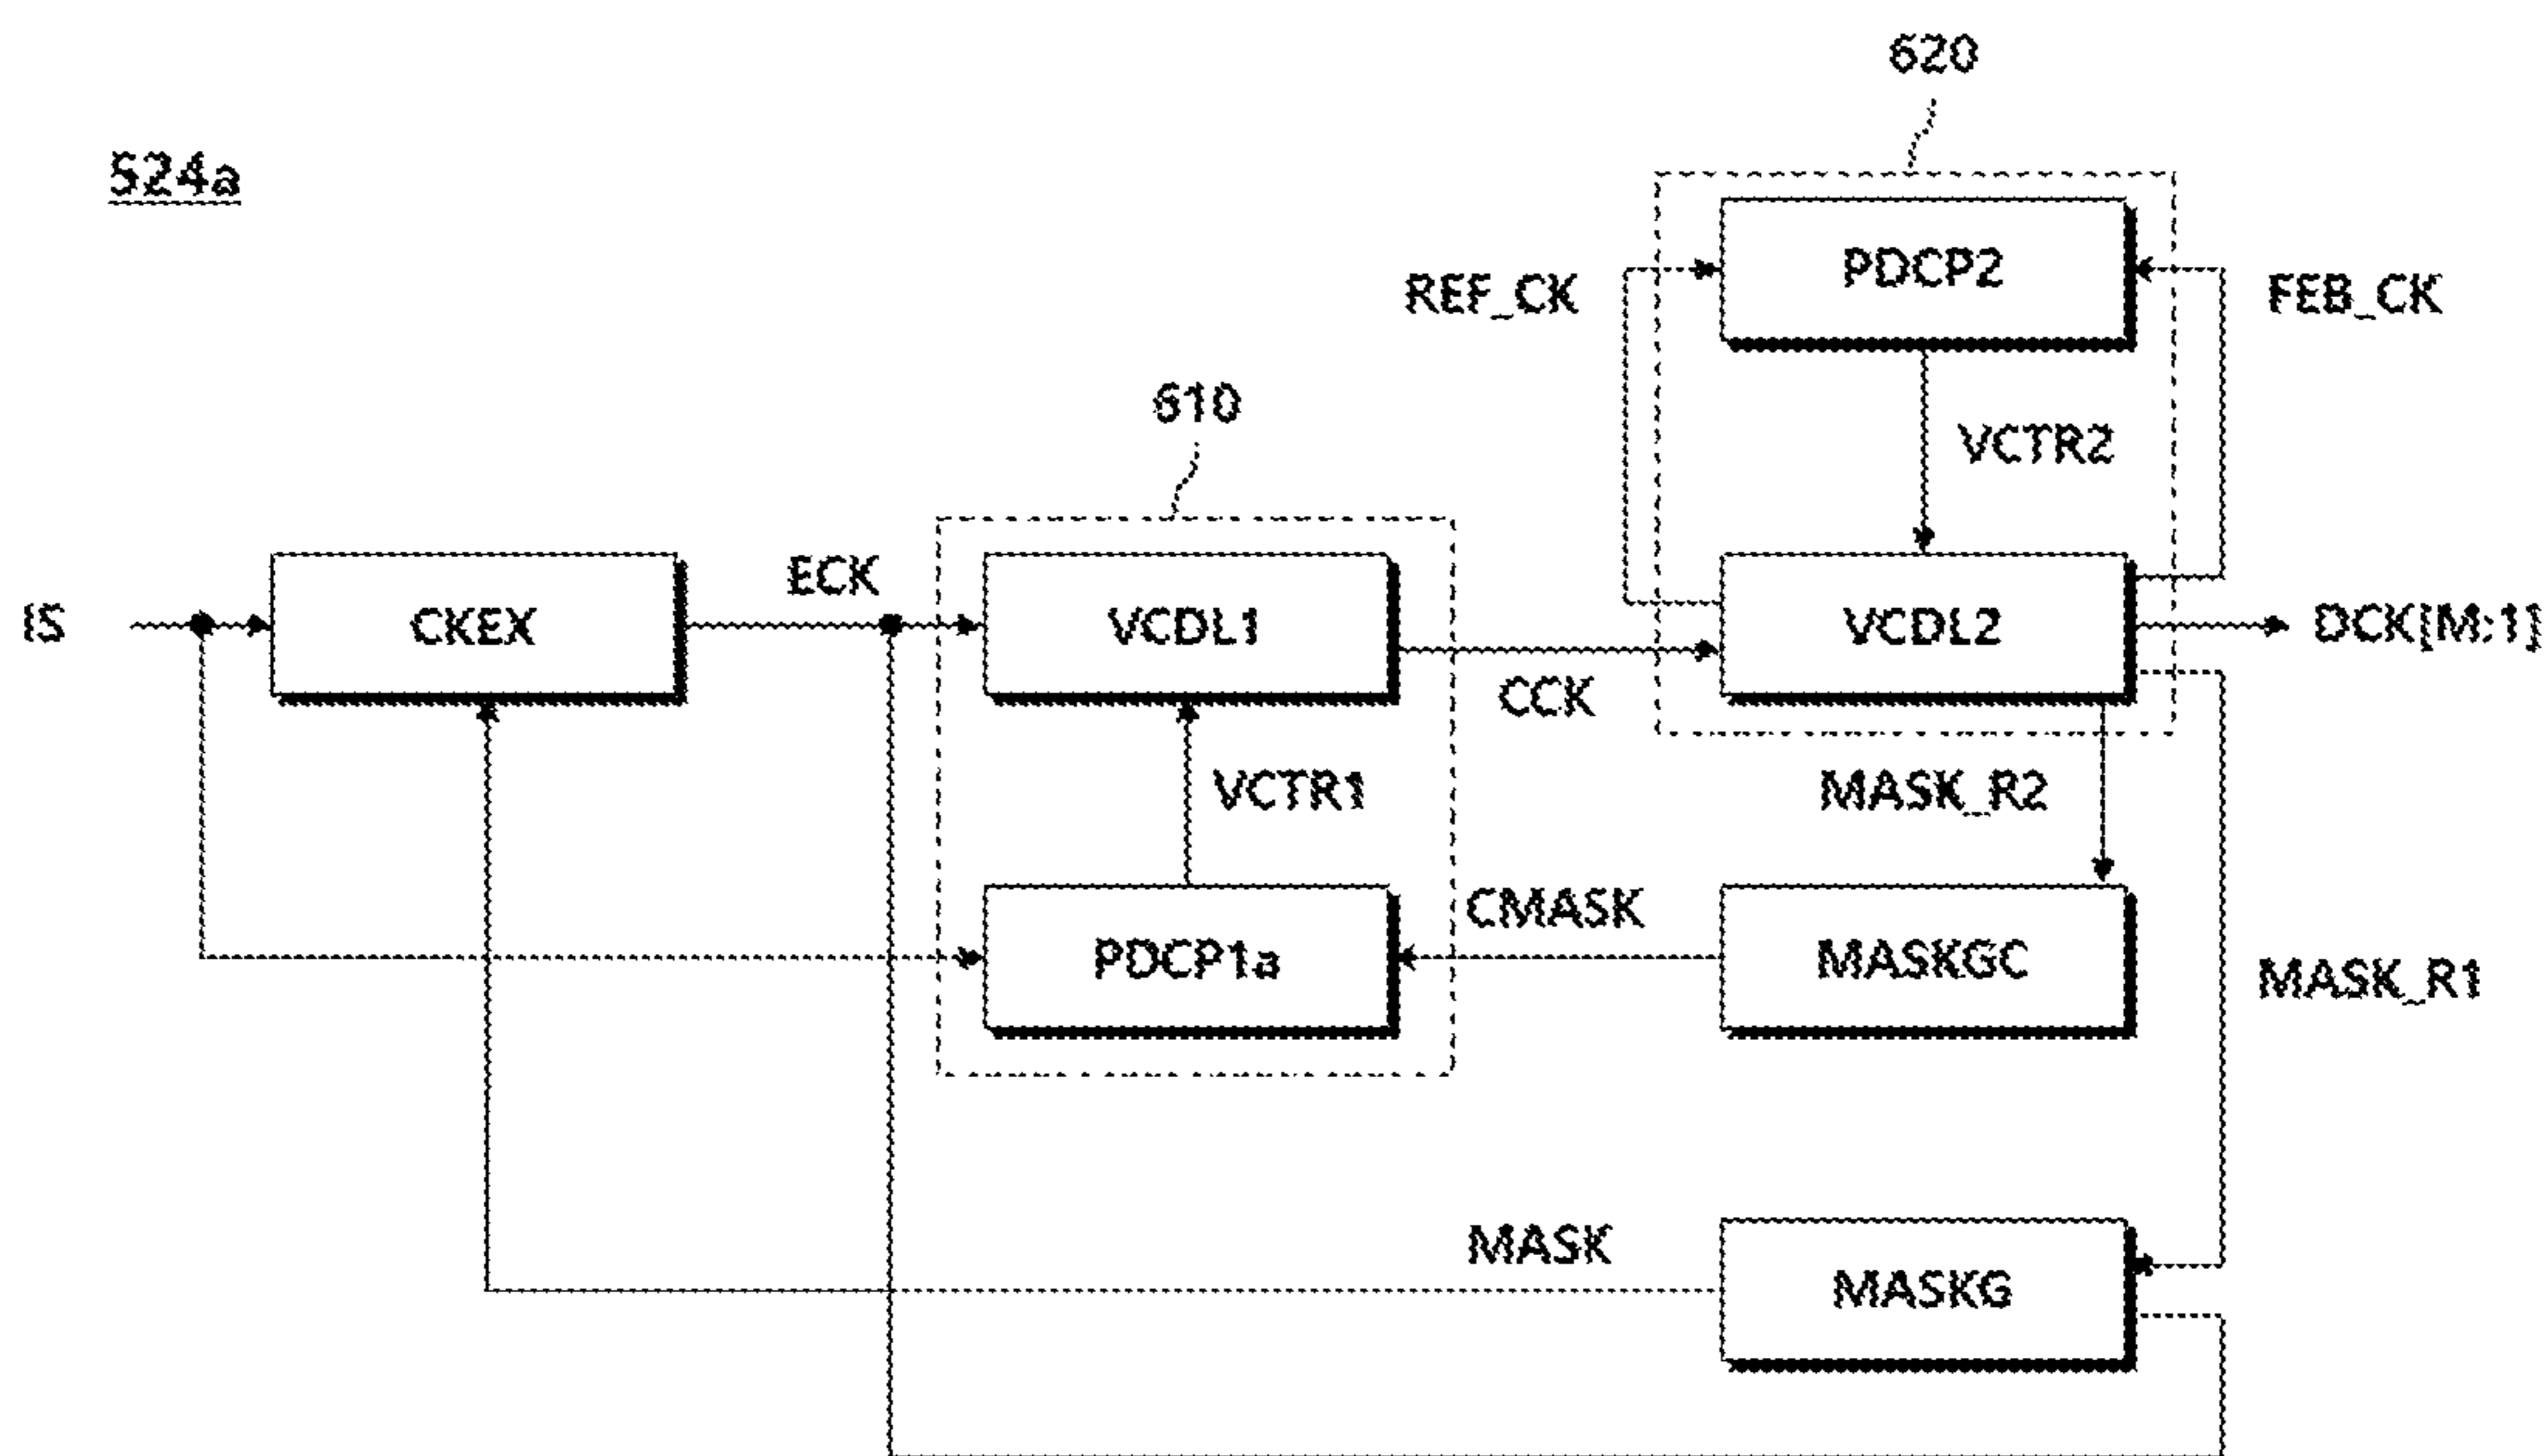 620
524a
PDCP2
REF_CK
FEB_CK
610
VCTR2
ECK
IS
CKEX
VCDL1
VCDL2
DCK[M:1]
CCK
VCTR1
MASK_R2
CMASK
PDCP1a
MASKGC
MASK_R1
MASK
MASKG